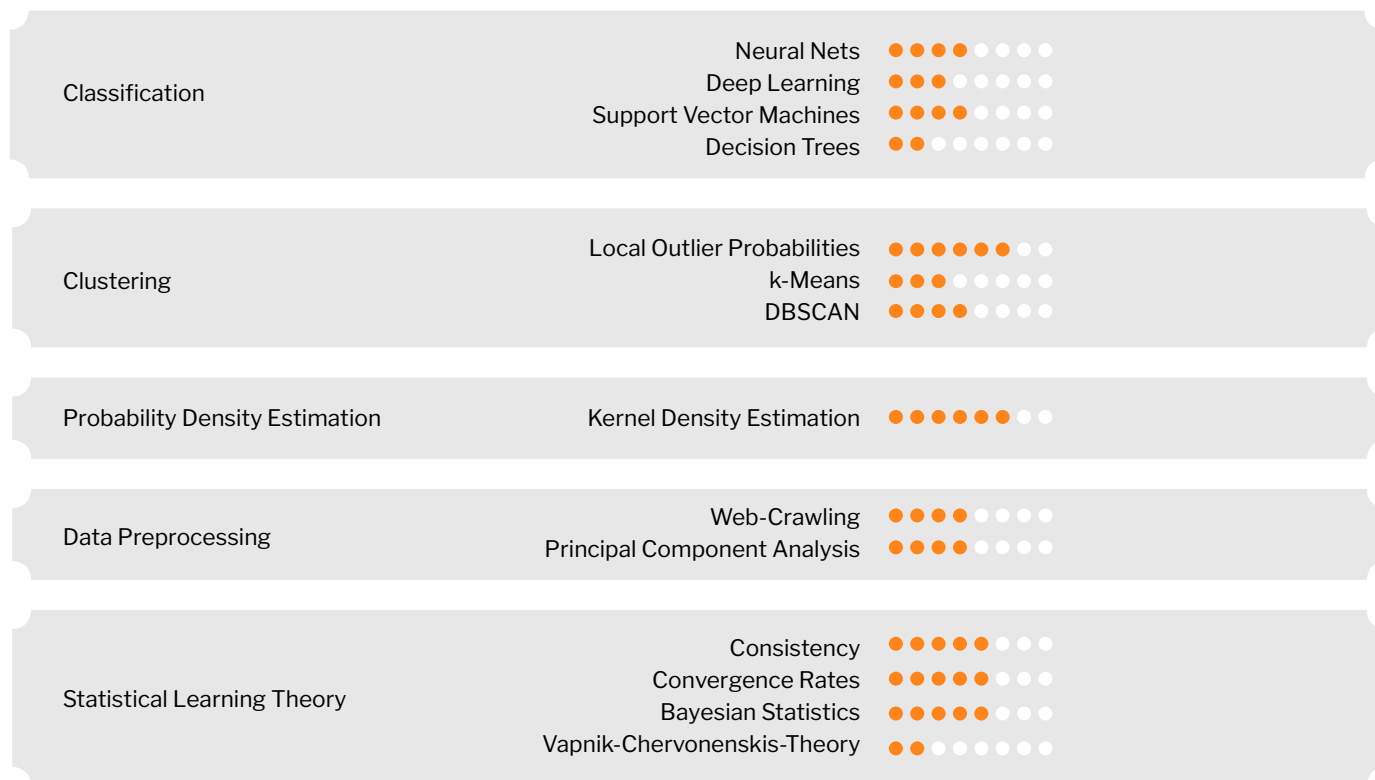 Classification
Neural Nets
Deep Learning
Support Vector Machines
Decision Trees
Clustering
Local Outlier Probabilities
k-Means
DBSCAN
Probability Density Estimation
Kernel Density Estimation
Data Preprocessing
Web-Crawling
Principal Component Analysis
Statistical Learning Theory
Consistency
Convergence Rates
Bayesian Statistics
Vapnik-Chervonenskis-Theory